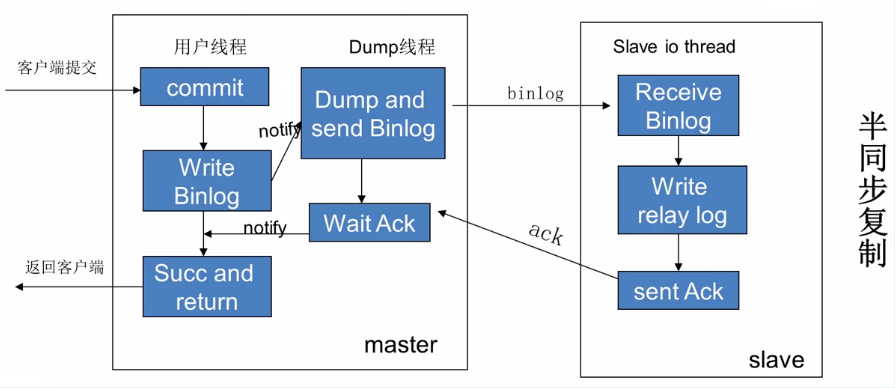 用户线程
Dump线程
Slave io thread
客户端提交
commit
Dump and
send Binlog
binlog
Receive
Binlog
notify
Write
Binlog
Write
relay log
notify
Wait Ack
ack
返回客户端
Succ and
return
sent Ack
master
slave
半同步复制